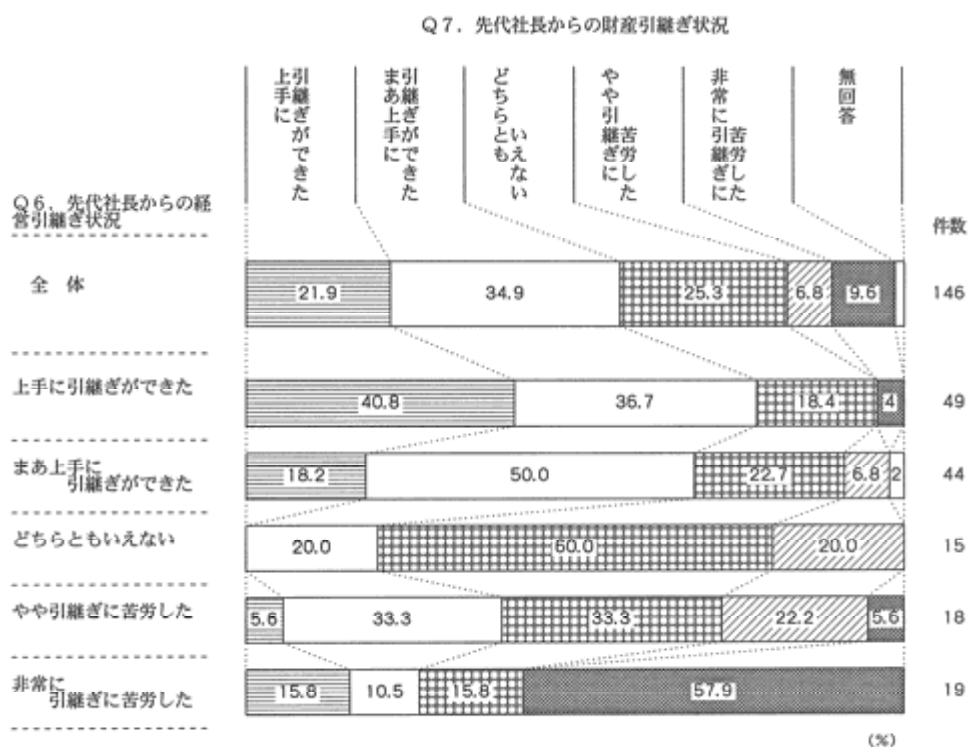 Q7．先代社長からの財産引継ぎ状況
上手に
引継ぎができた
まあ上手に
引継ぎができた
どちらとも
いえない
やや引継ぎに
苦労した
非常に引継ぎに
苦労した
無回答
Q6．先代社長からの経
営引継ぎ状況
件数
全　体
21.9 34.9 25.3 6.8 9.6 146
上手に引継ぎができた
40.8 36.7 18.4 4 49
まあ上手に
引継ぎができた
18.2 50.0 22.7 6.8 2 44
どちらともいえない
20.0 60.0 20.0 15
やや引継ぎに苦労した
5.6 33.3 33.3 22.2 5.6 18
非常に
引継ぎに苦労した
15.8 10.5 15.8 57.9 19
(%)